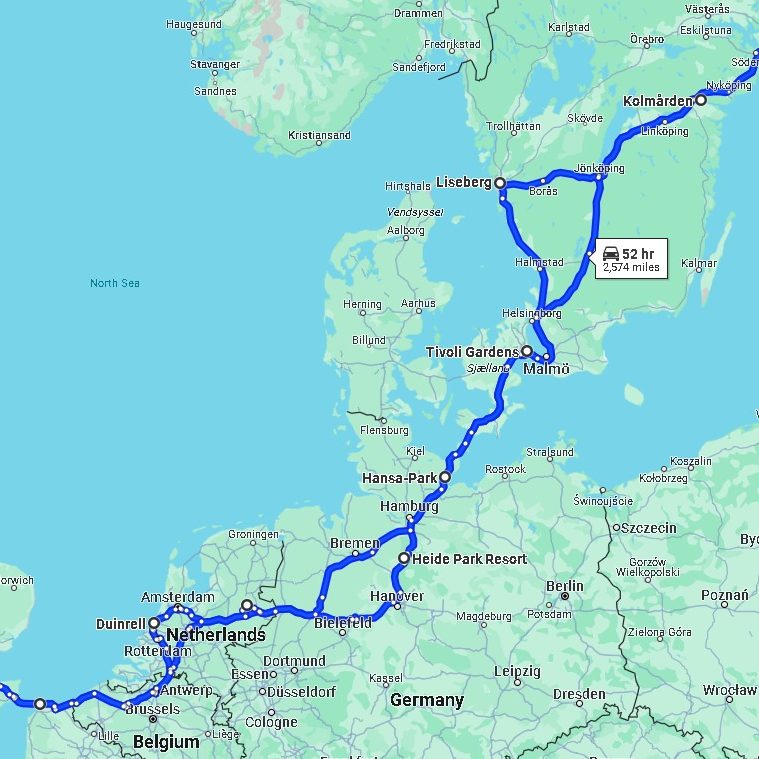 Haugesund
Drammen
Karlstad
Västerås
Örebro
Eskilstuna
Fredrikstad
Stavanger
Sandefjord
Söder
Sandnes
Nyköping
Kolmården
Trollhättan
Skövde
Linköping
Kristiansand
Jönköping
Liseberg
Hirtshals
Borås
Vendsyssel
Aalborg
52 hr
2,574 miles
Halmstad
Kalmar
North Sea
Herning
Aarhus
Helsingborg
Billund
Tivoli Gardens
Sjælland
Malmö
Flensburg
Kiel
Stralsund
Koszalin
Rostock
Kołobrzeg
Hansa-Park
Świnoujście
Hamburg
Szczecin
Groningen
Bremen
Byd
Heide Park Resort
Gorzów
Wielkopolski
orwich
Amsterdam
Hanover
Berlin
Poznań
Duinrell
Potsdam
Magdeburg
Netherlands
Bielefeld
Zielona Góra
Rotterdam
Dortmund
Essen
Kassel
Leipzig
Antwerp
Düsseldorf
Germany
Dresden
Wrocław
Brussels
Cologne
Lille
Liège
Belgium
Frankfurt